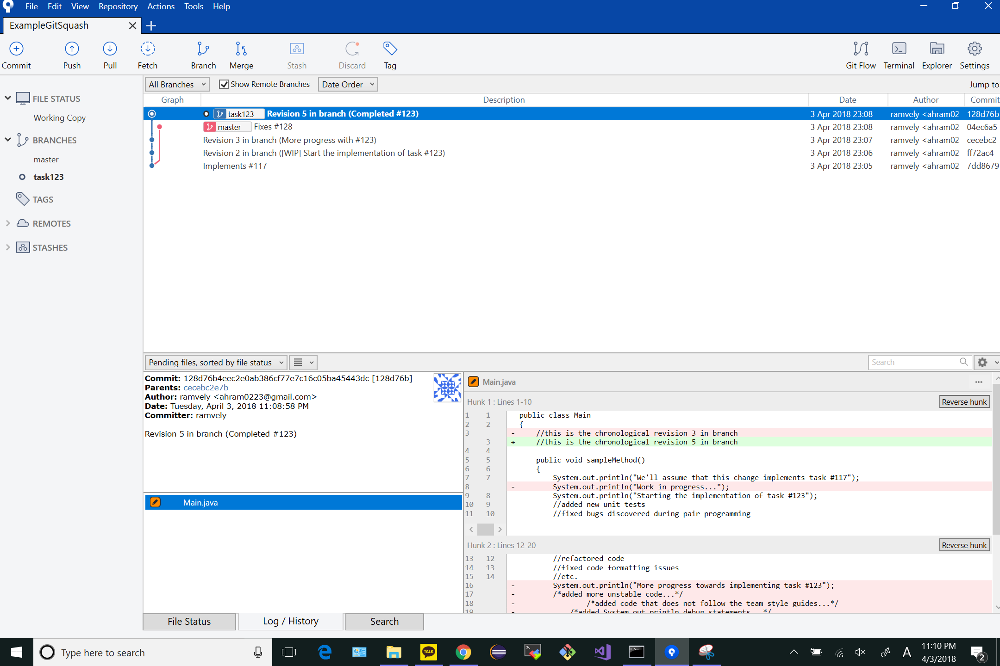 File Edit View Repository Actions Tools Help
ExampleGitSquash
Commit Push Pull Fetch Branch Merge Stash Discard Tag Git Flow Terminal Explorer Settings
All Branches Show Remote Branches Date Order Jump to
Graph Description Date Author Commit
task123 Revision 5 in branch (Completed #123) 3 Apr 2018 23:08 ramvely <ahram02 128d76b
master Fixes #128 3 Apr 2018 23:08 ramvely <ahram02 04ec6a5
Revision 3 in branch (More progress with #123) 3 Apr 2018 23:07 ramvely <ahram02 cecebc2
Revision 2 in branch ([WIP] Start the implementation of task #123) 3 Apr 2018 23:06 ramvely <ahram02 ff72ac4
Implements #117 3 Apr 2018 23:05 ramvely <ahram02 7dd8679
FILE STATUS
Working Copy
BRANCHES
master
task123
TAGS
REMOTES
STASHES
Pending files, sorted by file status Search
Commit: 128d76b4eec2e0ab386cf77e7c16c05ba45443dc [128d76b]
Parents: cecebc2e7b
Author: ramvely <ahram0223@gmail.com>
Date: Tuesday, April 3, 2018 11:08:58 PM
Committer: ramvely
Revision 5 in branch (Completed #123)
Main.java
Main.java ...
Hunk 1 : Lines 1-10 Reverse hunk
1 1 public class Main
2 2 {
3 - //this is the chronological revision 3 in branch
3 + //this is the chronological revision 5 in branch
4 4
5 5 public void sampleMethod()
6 6 {
7 7 System.out.println("We'll assume that this change implements task #117");
8 - System.out.println("Work in progress...");
9 8 System.out.println("Starting the implementation of task #123");
10 9 //added new unit tests
11 10 //fixed bugs discovered during pair programming
Hunk 2 : Lines 12-20 Reverse hunk
13 12 //refactored code
14 13 //fixed code formatting issues
15 14 //etc.
16 - System.out.println("More progress towards implementing task #123");
17 - /*added more unstable code...*/
18 - /*added code that does not follow the team style guides...*/
19 - /*added System.out.println debug statements...*/
File Status Log / History Search
Type here to search TALK A 11:10 PM
4/3/2018 2